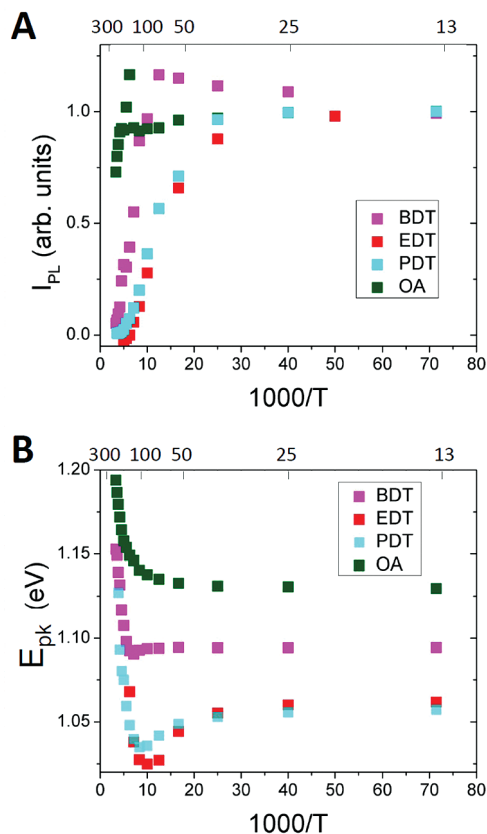 A
300 100 50 25 13
1.0
0.5
0.0
I_PL (arb. units)
BDT
EDT
PDT
OA
0 10 20 30 40 50 60 70 80
1000/T
B
300 100 50 25 13
1.20
1.15
1.10
1.05
E_pk (eV)
BDT
EDT
PDT
OA
0 10 20 30 40 50 60 70 80
1000/T